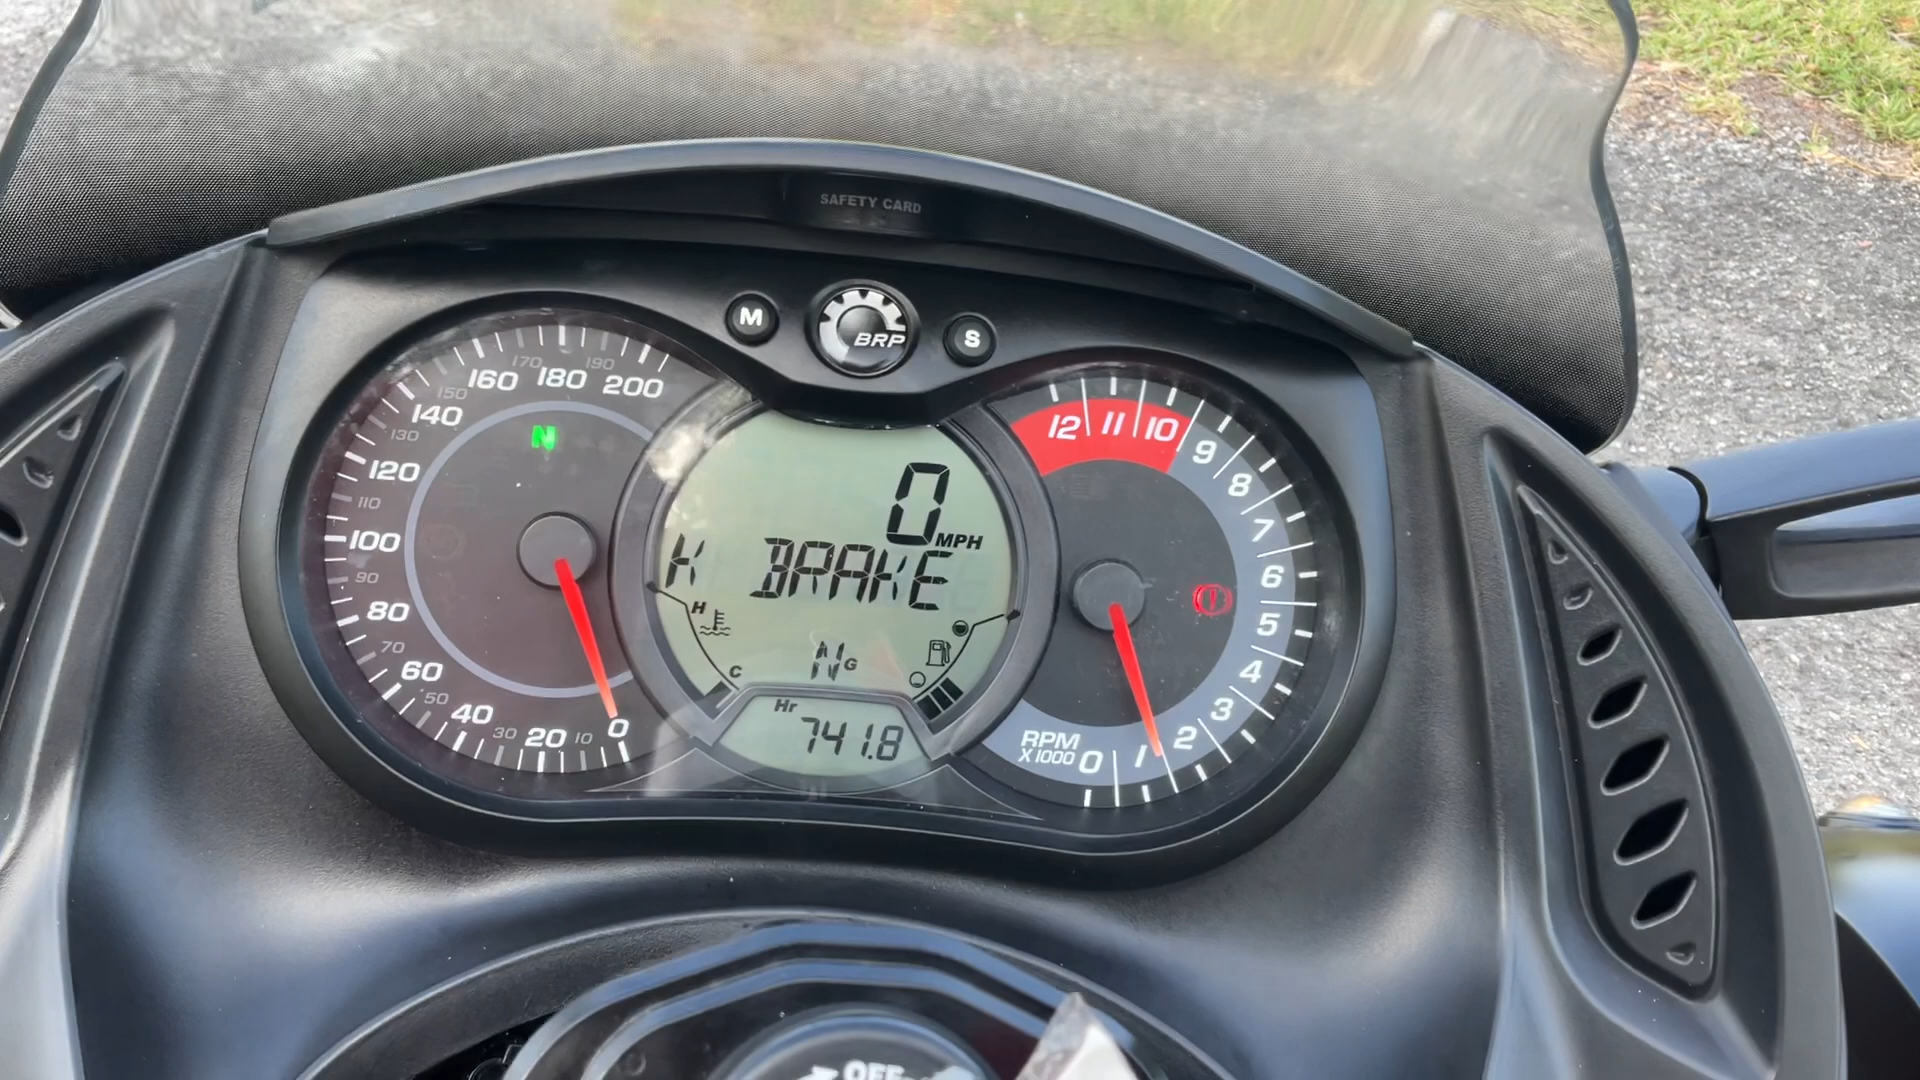 SAFETY CARD
M
BRP
S
0 10 20 30 40 50 60 70 80 90 100 110 120 130 140 150 160 170 180 190 200
N
0 MPH
K BRAKE
H
C
N G
Hr
741.8
12 11 10 9 8 7 6 5 4 3 2 1 0
RPM
X1000
OFF